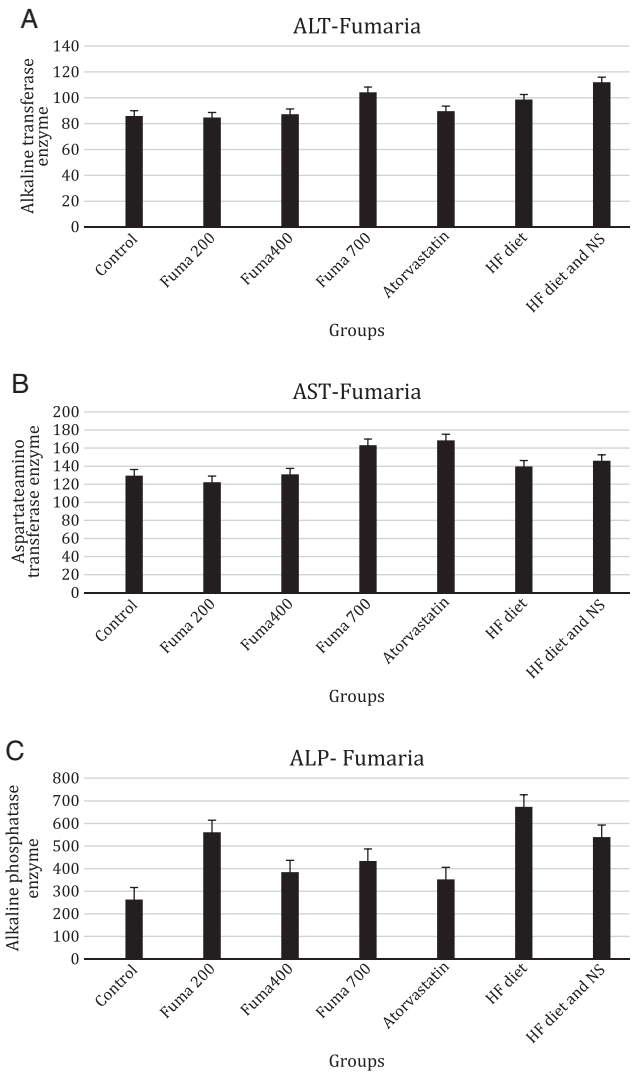 A
ALT-Fumaria
Alkaline transferase
enzyme
140
120
100
80
60
40
20
0
Control
Fuma 200
Fuma400
Fuma 700
Atorvastatin
HF diet
HF diet and NS
Groups
B
AST-Fumaria
Aspartateamino
transferase enzyme
200
180
160
140
120
100
80
60
40
20
0
Control
Fuma 200
Fuma400
Fuma 700
Atorvastatin
HF diet
HF diet and NS
Groups
C
ALP- Fumaria
Alkaline phosphatase
enzyme
800
700
600
500
400
300
200
100
0
Control
Fuma 200
Fuma400
Fuma 700
Atorvastatin
HF diet
HF diet and NS
Groups